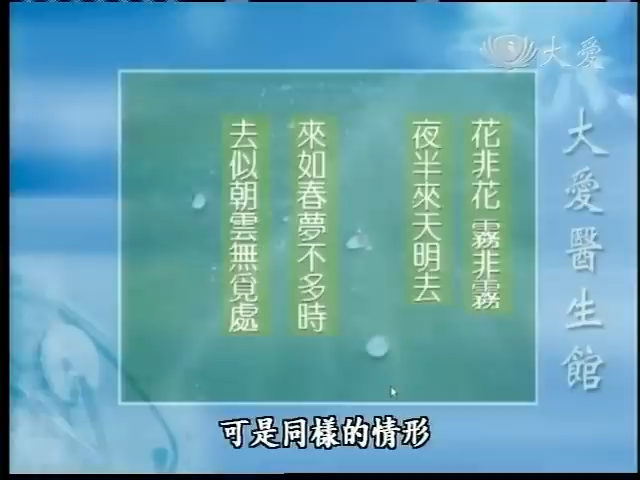 大愛
大愛醫生館
花非花 霧非霧
夜半來天明去
來如春夢不多時
去似朝雲無覓處
可是同樣的情形